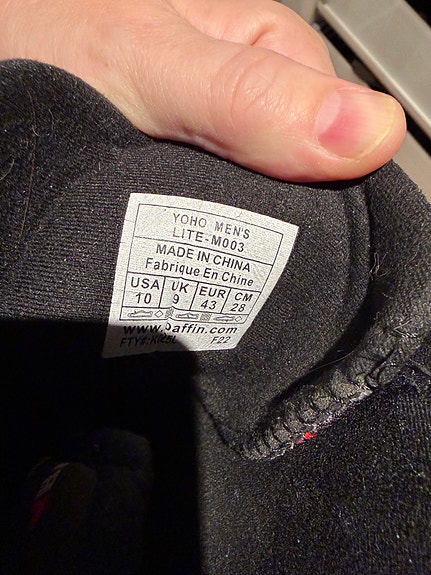 YOHO MEN'S
LITE-M003
MADE IN CHINA
Fabrique En Chine
USA UK EUR CM
10 9 43 28
www.baffin.com
F22